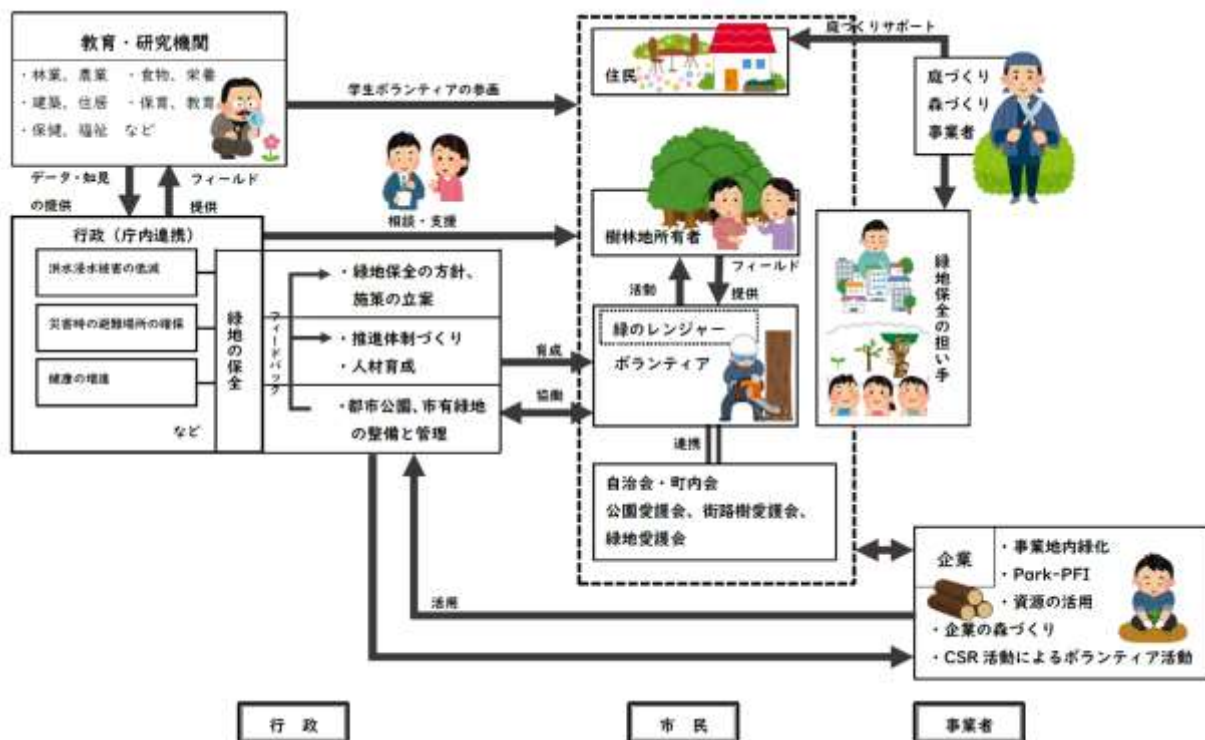 教育・研究機関
・林業、農業　・食物、栄養
・建築、住居　・保育、教育
・保健、福祉　など
データ・知見
の提供
フィールド
提供
学生ボランティアの参画
相談・支援
行政（庁内連携）
洪水浸水被害の低減
災害時の避難場所の確保
健康の増進
など
緑地の保全
フィードバック
・緑地保全の方針、
施策の立案
・推進体制づくり
・人材育成
・都市公園、市有緑地
の整備と管理
育成
協働
住民
樹林地所有者
活動
フィールド
提供
緑のレンジャー
ボランティア
連携
自治会・町内会
公園愛護会、街路樹愛護会、
緑地愛護会
庭づくりサポート
庭づくり
森づくり
事業者
緑地保全の担い手
企業
・事業地内緑化
・Park-PFI
・資源の活用
・企業の森づくり
・CSR 活動によるボランティア活動
活用
行　政
市　民
事業者